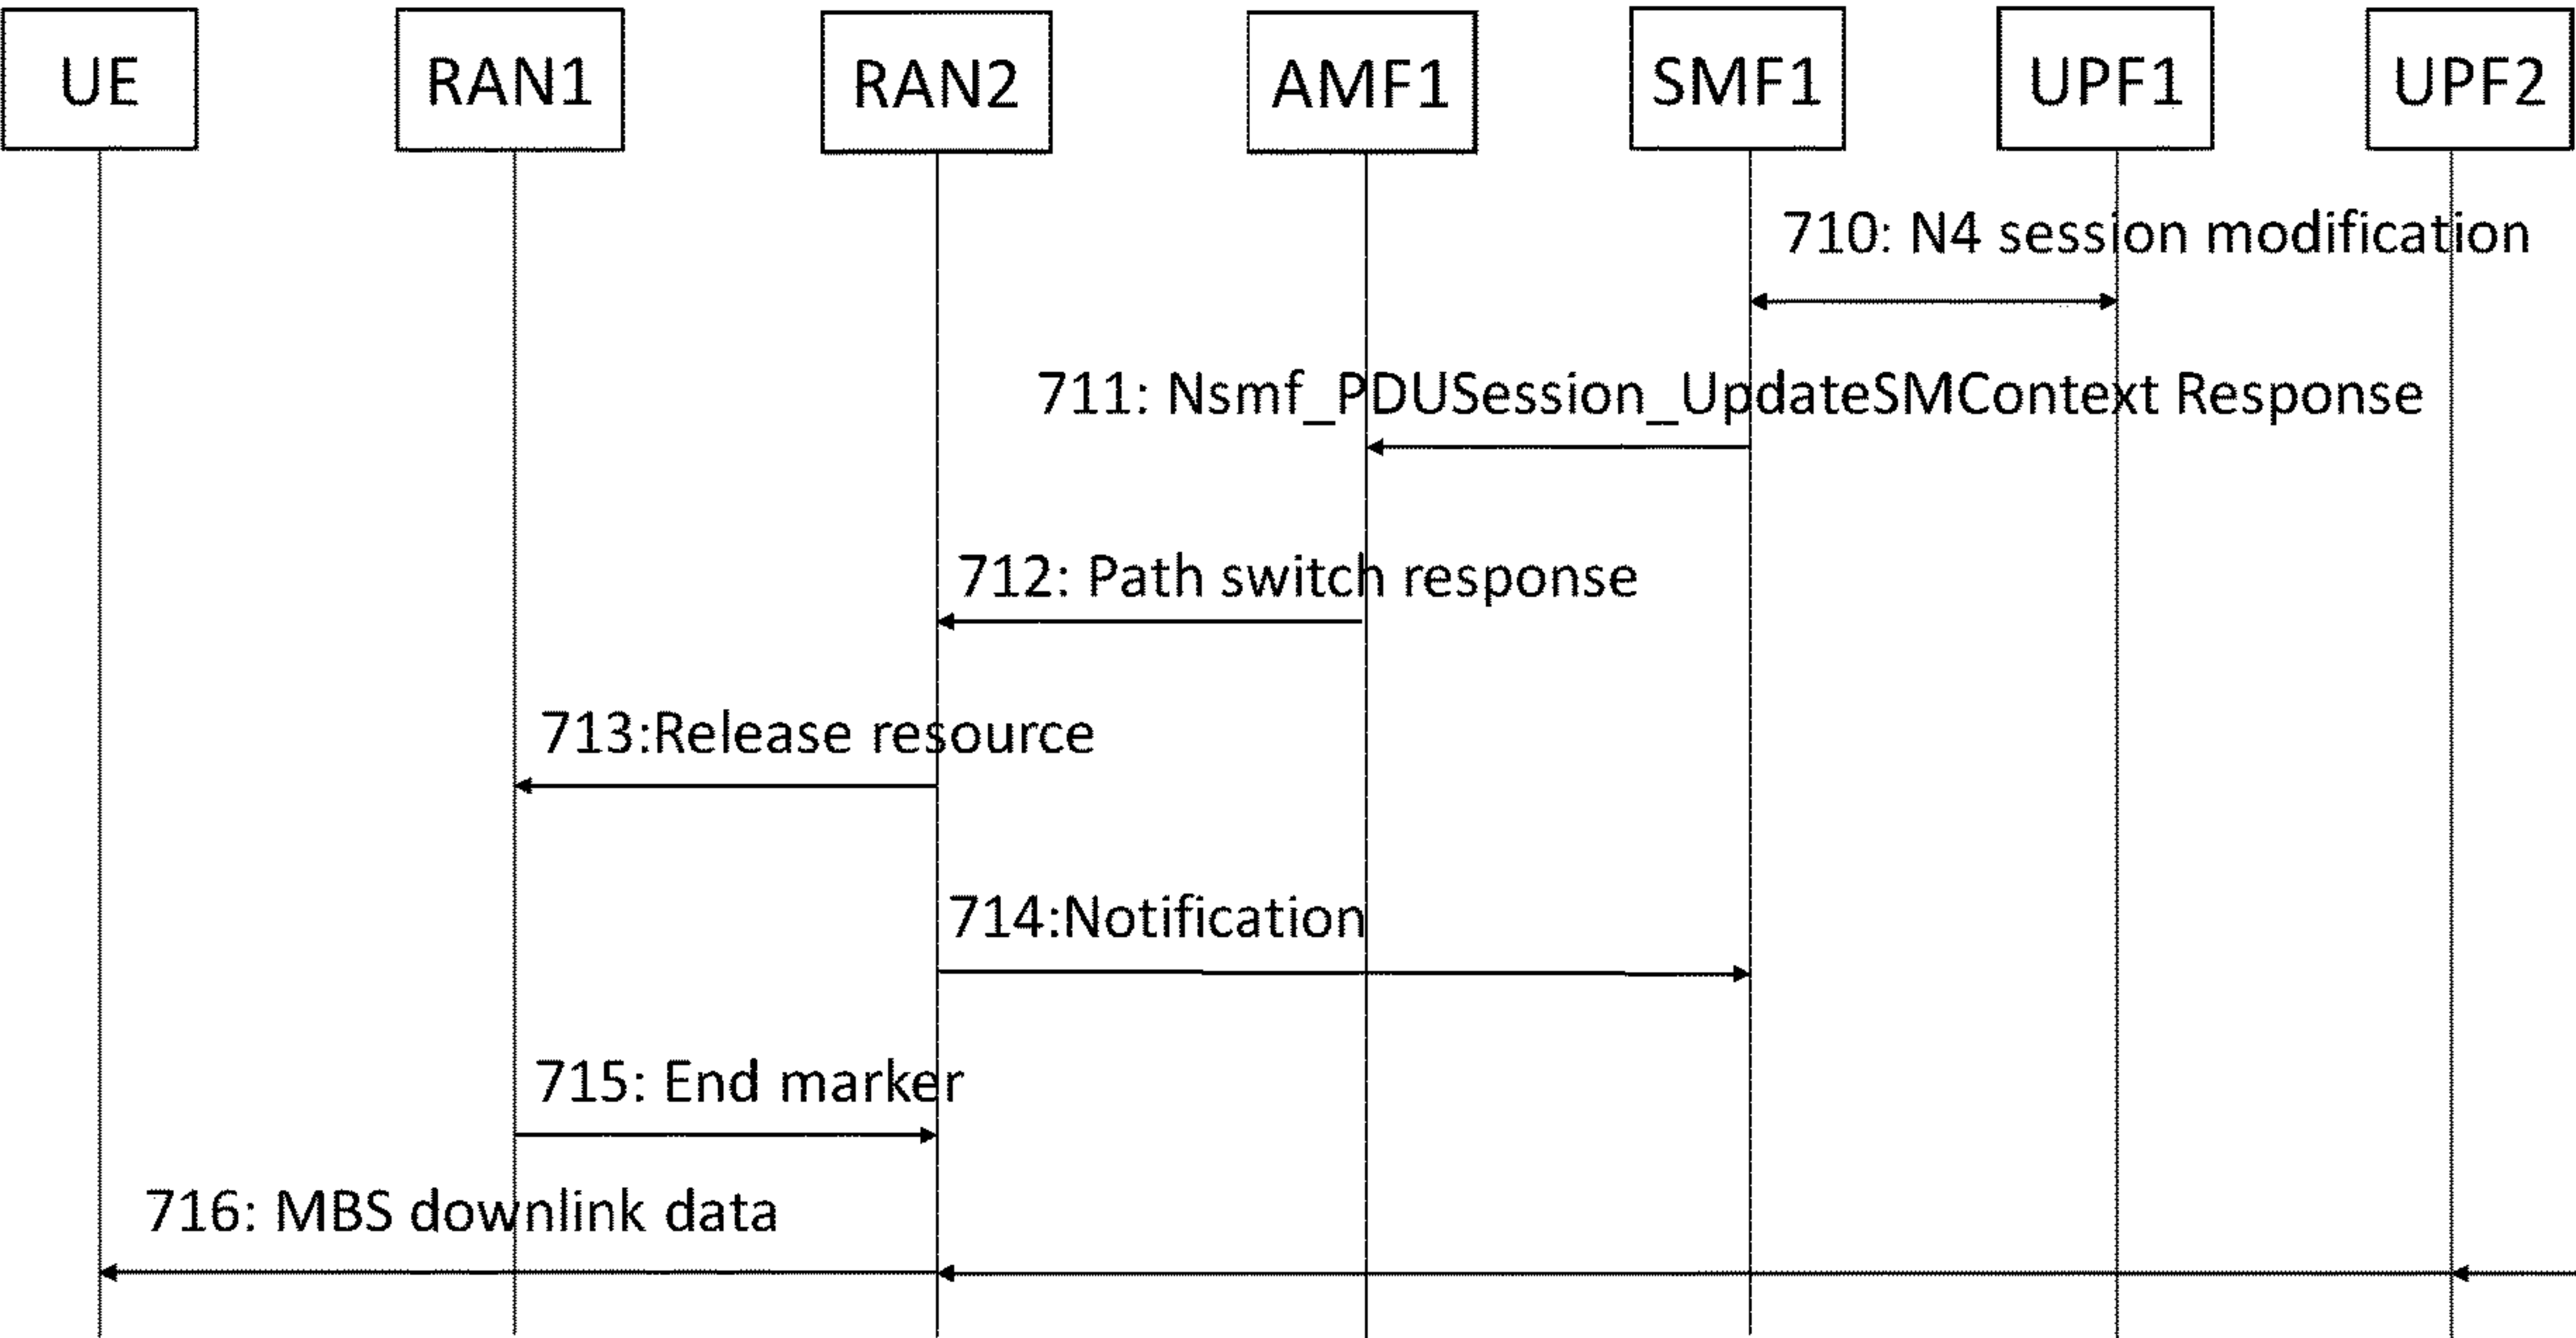 UE RAN1 RAN2 AMF1 SMF1 UPF1 UPF2
710: N4 session modification
711: Nsmf_PDUSession_UpdateSMContext Response
712: Path switch response
713:Release resource
714:Notification
715: End marker
716: MBS downlink data